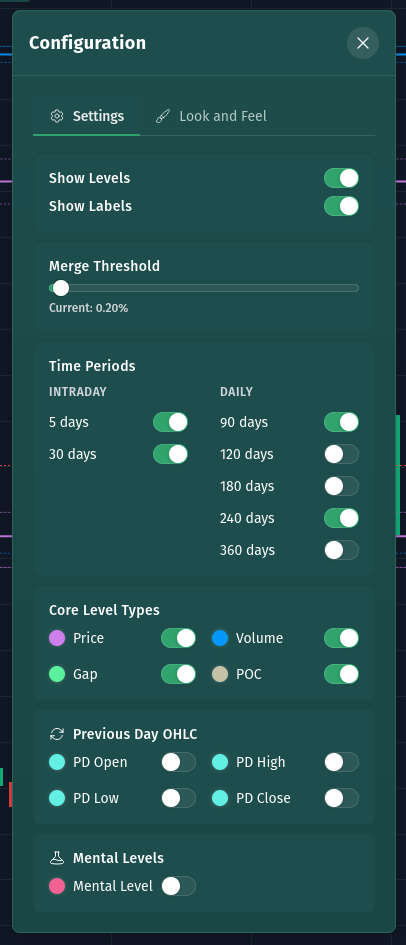 Configuration
Settings
Look and Feel
Show Levels
Show Labels
Merge Threshold
Current: 0.20%
Time Periods
INTRADAY
DAILY
5 days
90 days
30 days
120 days
180 days
240 days
360 days
Core Level Types
Price
Volume
Gap
POC
Previous Day OHLC
PD Open
PD High
PD Low
PD Close
Mental Levels
Mental Level